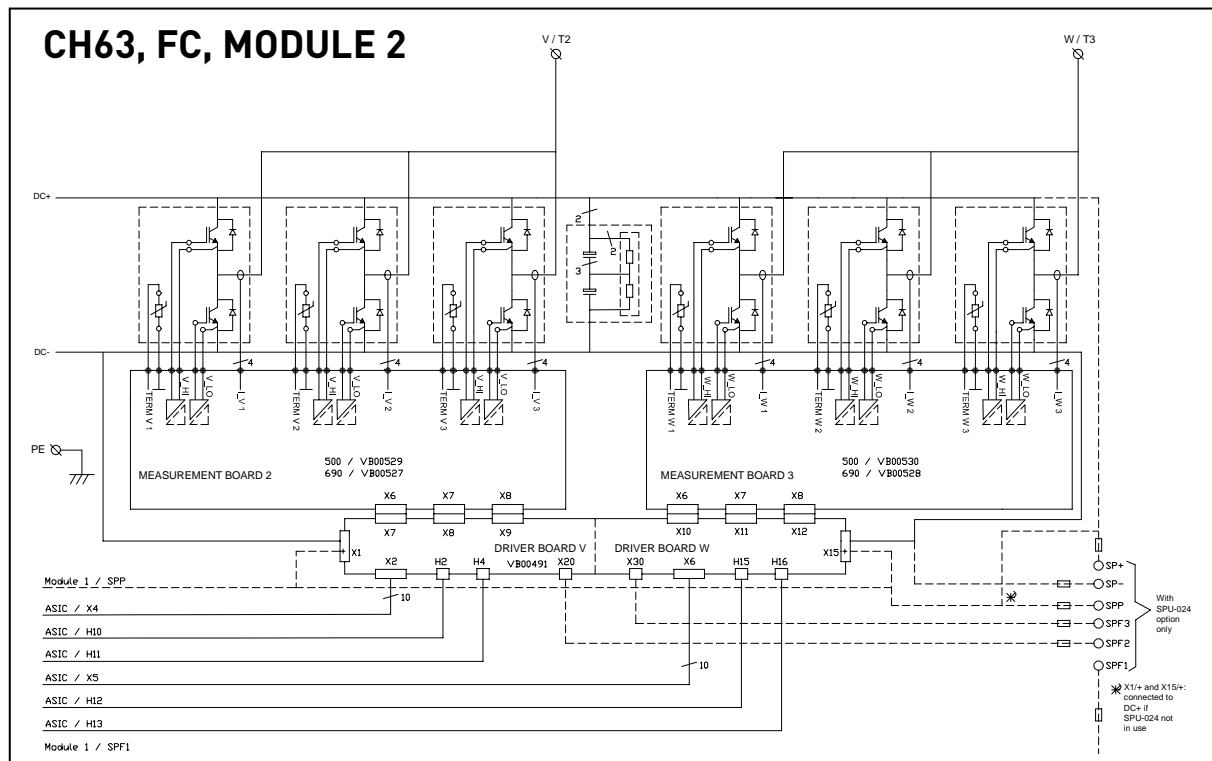 CH63, FC, MODULE 2
V / T2
W / T3
DC+
2
2
3
DC-
4
4
4
4
4
4
TERM V 1
V_HI
V_LO
I_V 1
TERM V 2
V_HI
V_LO
I_V 2
TERM V 3
V_HI
V_LO
I_V 3
TERM W 1
W_HI
W_LO
I_W 1
TERM W 2
W_HI
W_LO
I_W 2
TERM W 3
W_HI
W_LO
I_W 3
PE
MEASUREMENT BOARD 2
500 / VB00529
690 / VB00527
MEASUREMENT BOARD 3
500 / VB00530
690 / VB00528
X6 X7 X8
X6 X7 X8
X7 X8 X9
X10 X11 X12
+ X1
DRIVER BOARD V
VB00491
DRIVER BOARD W
X15 +
X2 H2 H4 X20 X30 X6 H15 H16
SP+
SP-
SPP
SPF3
SPF2
SPF1
With
SPU-024
option
only
Module 1 / SPP
10
ASIC / X4
ASIC / H10
ASIC / H11
10
ASIC / X5
ASIC / H12
ASIC / H13
Module 1 / SPF1
X1/+ and X15/+:
connected to
DC+ if
SPU-024 not
in use